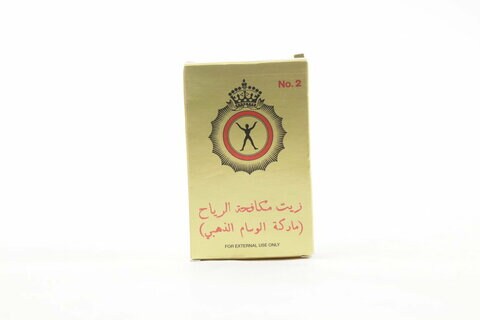 No. 2
زيت مكافحة الرياح
(ماركة الوسام الذهبي)
FOR EXTERNAL USE ONLY